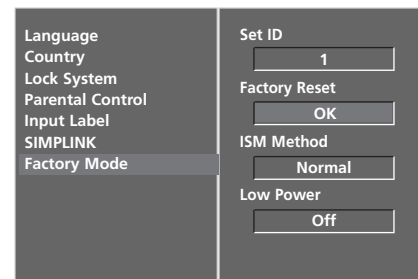 Language
Country
Lock System
Parental Control
Input Label
SIMPLINK
Factory Mode
Set ID
1
Factory Reset
OK
ISM Method
Normal
Low Power
Off